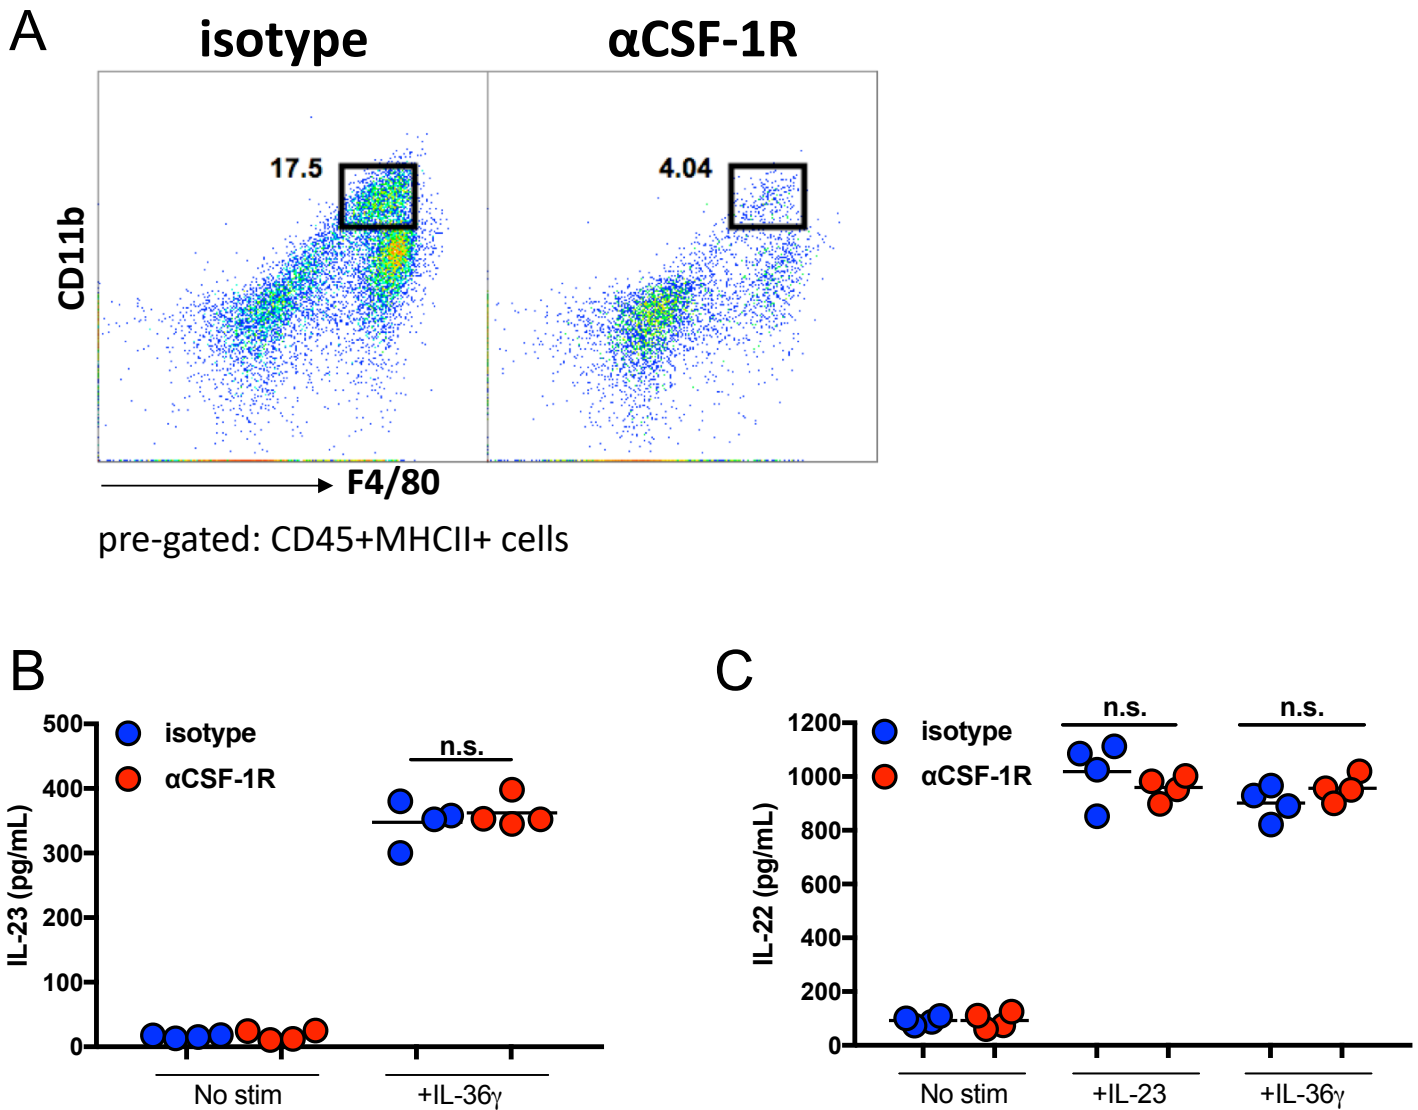 A
isotype αCSF-1R
17.5 4.04
CD11b
F4/80
pre-gated: CD45+MHCII+ cells
B
IL-23 (pg/mL)
500
400
300
200
100
0
isotype
αCSF-1R
n.s.
No stim +IL-36γ
C
IL-22 (pg/mL)
1200
1000
800
600
400
200
0
isotype
αCSF-1R
n.s. n.s.
No stim +IL-23 +IL-36γ